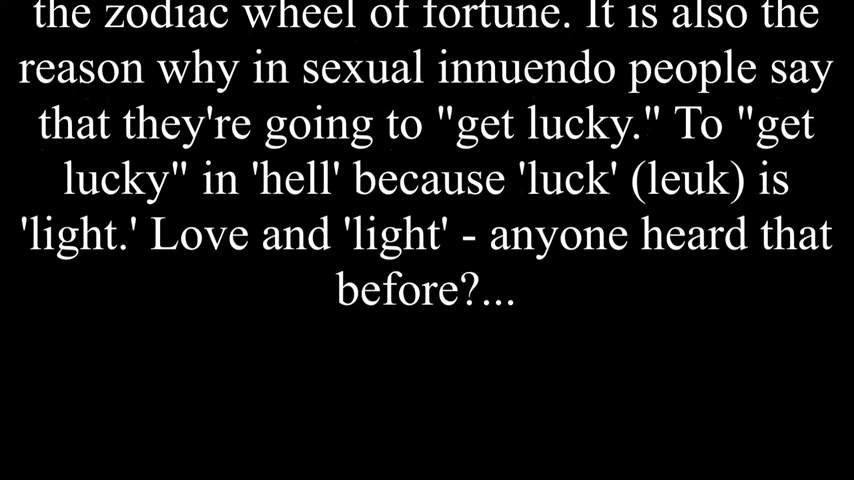 the zodiac wheel of fortune. It is also the
reason why in sexual innuendo people say
that they're going to "get lucky." To "get
lucky" in 'hell' because 'luck' (leuk) is
'light.' Love and 'light' - anyone heard that
before?...